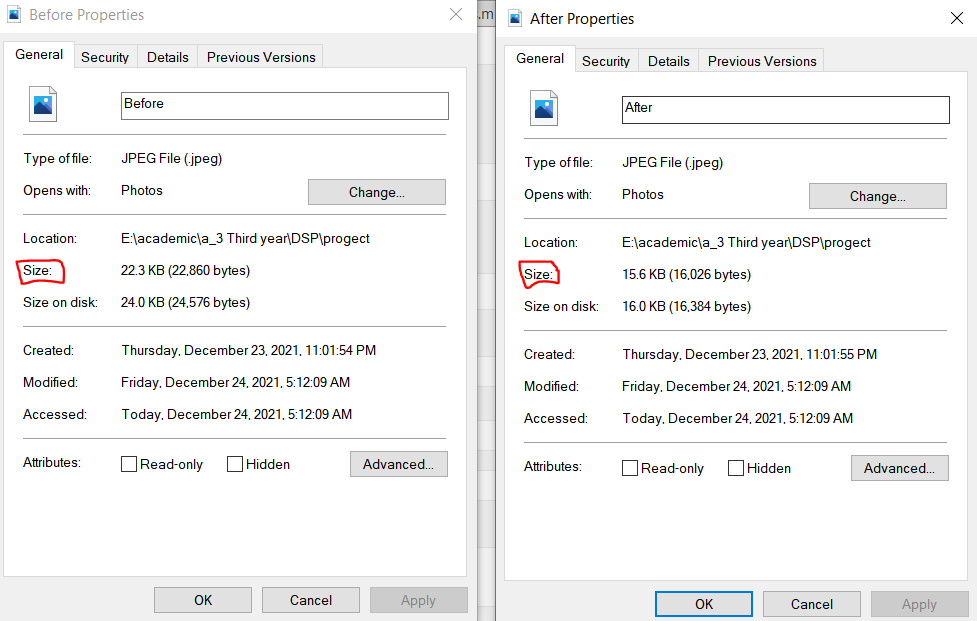 Before Properties
General Security Details Previous Versions
Before
Type of file: JPEG File (.jpeg)
Opens with: Photos Change...
Location: E:\academic\a_3 Third year\DSP\progect
Size: 22.3 KB (22,860 bytes)
Size on disk: 24.0 KB (24,576 bytes)
Created: Thursday, December 23, 2021, 11:01:54 PM
Modified: Friday, December 24, 2021, 5:12:09 AM
Accessed: Today, December 24, 2021, 5:12:09 AM
Attributes: Read-only Hidden Advanced...
OK Cancel Apply
.m
After Properties
General Security Details Previous Versions
After
Type of file: JPEG File (.jpeg)
Opens with: Photos Change...
Location: E:\academic\a_3 Third year\DSP\progect
Size: 15.6 KB (16,026 bytes)
Size on disk: 16.0 KB (16,384 bytes)
Created: Thursday, December 23, 2021, 11:01:55 PM
Modified: Friday, December 24, 2021, 5:12:09 AM
Accessed: Today, December 24, 2021, 5:12:09 AM
Attributes: Read-only Hidden Advanced...
OK Cancel Apply